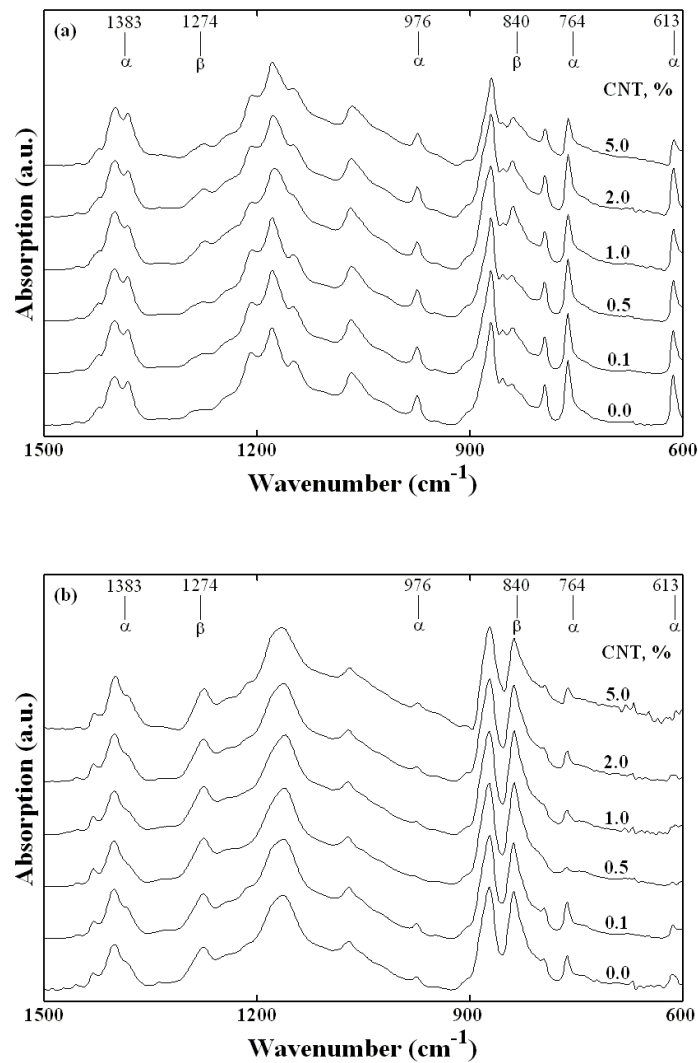 (a) 1383 1274 976 840 764 613
α β α β α α
CNT, %
5.0
2.0
1.0
0.5
0.1
0.0
Absorption (a.u.)
1500 1200 900 600
Wavenumber (cm⁻¹)
(b) 1383 1274 976 840 764 613
α β α β α α
CNT, %
5.0
2.0
1.0
0.5
0.1
0.0
Absorption (a.u.)
1500 1200 900 600
Wavenumber (cm⁻¹)